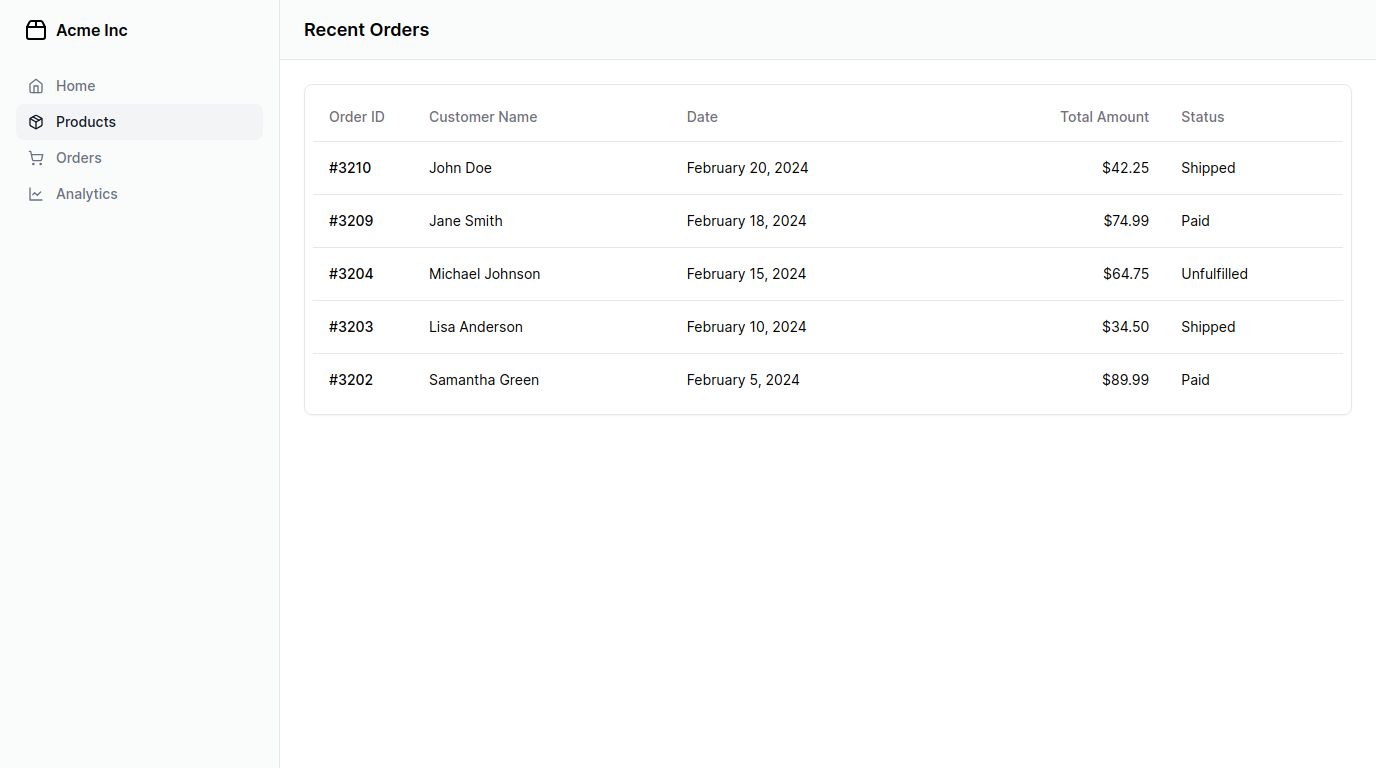 Acme Inc
Home
Products
Orders
Analytics
Recent Orders
Order ID Customer Name Date Total Amount Status
#3210 John Doe February 20, 2024 $42.25 Shipped
#3209 Jane Smith February 18, 2024 $74.99 Paid
#3204 Michael Johnson February 15, 2024 $64.75 Unfulfilled
#3203 Lisa Anderson February 10, 2024 $34.50 Shipped
#3202 Samantha Green February 5, 2024 $89.99 Paid